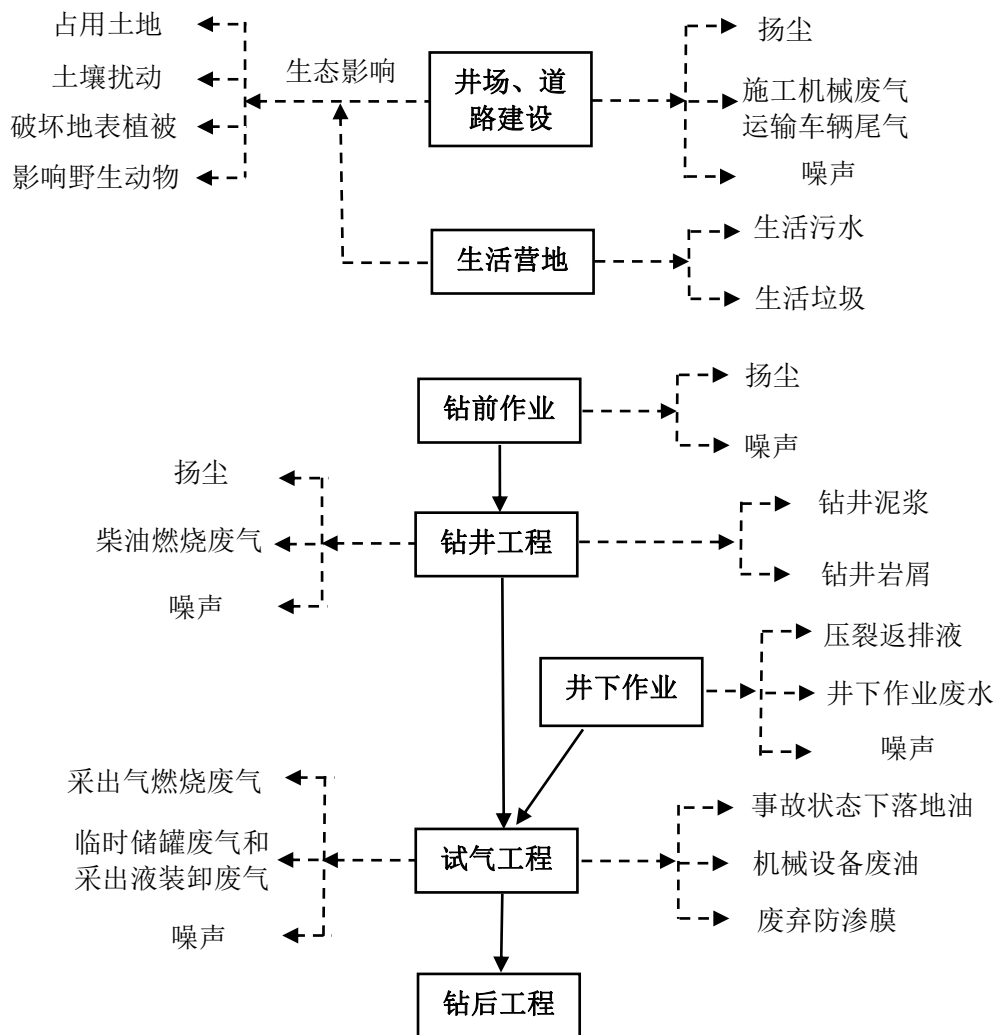 占用土地
土壤扰动
破坏地表植被
影响野生动物
生态影响
井场、道
路建设
扬尘
施工机械废气
运输车辆尾气
噪声
生活营地
生活污水
生活垃圾
钻前作业
扬尘
噪声
扬尘
柴油燃烧废气
噪声
钻井工程
钻井泥浆
钻井岩屑
井下作业
压裂返排液
井下作业废水
噪声
采出气燃烧废气
临时储罐废气和
采出液装卸废气
噪声
试气工程
事故状态下落地油
机械设备废油
废弃防渗膜
钻后工程